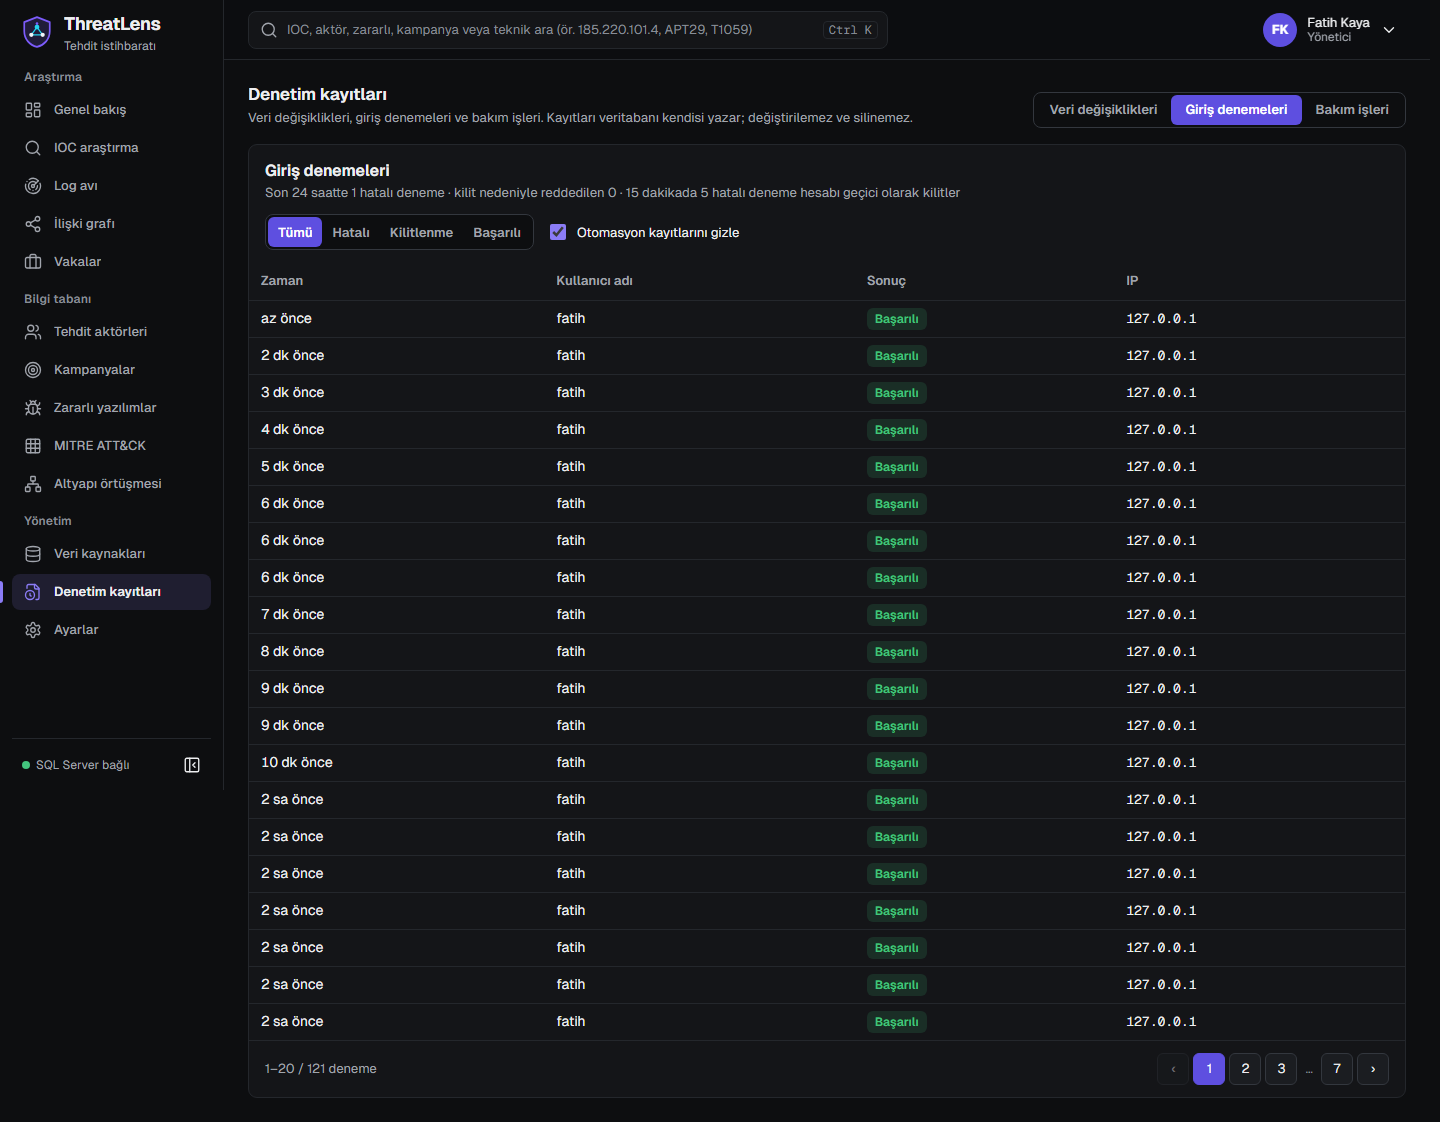 ThreatLens
Tehdit istihbaratı
IOC, aktör, zararlı, kampanya veya teknik ara (ör. 185.220.101.4, APT29, T1059)
Ctrl K
FK
Fatih Kaya
Yönetici
Araştırma
Genel bakış
IOC araştırma
Log avı
İlişki grafı
Vakalar
Bilgi tabanı
Tehdit aktörleri
Kampanyalar
Zararlı yazılımlar
MITRE ATT&CK
Altyapı örtüşmesi
Yönetim
Veri kaynakları
Denetim kayıtları
Ayarlar
SQL Server bağlı
Denetim kayıtları
Veri değişiklikleri, giriş denemeleri ve bakım işleri. Kayıtları veritabanı kendisi yazar; değiştirilemez ve silinemez.
Veri değişiklikleri Giriş denemeleri Bakım işleri
Giriş denemeleri
Son 24 saatte 1 hatalı deneme · kilit nedeniyle reddedilen 0 · 15 dakikada 5 hatalı deneme hesabı geçici olarak kilitler
Tümü Hatalı Kilitlenme Başarılı Otomasyon kayıtlarını gizle
Zaman Kullanıcı adı Sonuç IP
az önce fatih Başarılı 127.0.0.1
2 dk önce fatih Başarılı 127.0.0.1
3 dk önce fatih Başarılı 127.0.0.1
4 dk önce fatih Başarılı 127.0.0.1
5 dk önce fatih Başarılı 127.0.0.1
6 dk önce fatih Başarılı 127.0.0.1
6 dk önce fatih Başarılı 127.0.0.1
6 dk önce fatih Başarılı 127.0.0.1
7 dk önce fatih Başarılı 127.0.0.1
8 dk önce fatih Başarılı 127.0.0.1
9 dk önce fatih Başarılı 127.0.0.1
9 dk önce fatih Başarılı 127.0.0.1
10 dk önce fatih Başarılı 127.0.0.1
2 sa önce fatih Başarılı 127.0.0.1
2 sa önce fatih Başarılı 127.0.0.1
2 sa önce fatih Başarılı 127.0.0.1
2 sa önce fatih Başarılı 127.0.0.1
2 sa önce fatih Başarılı 127.0.0.1
2 sa önce fatih Başarılı 127.0.0.1
2 sa önce fatih Başarılı 127.0.0.1
1–20 / 121 deneme
‹ 1 2 3 … 7 ›